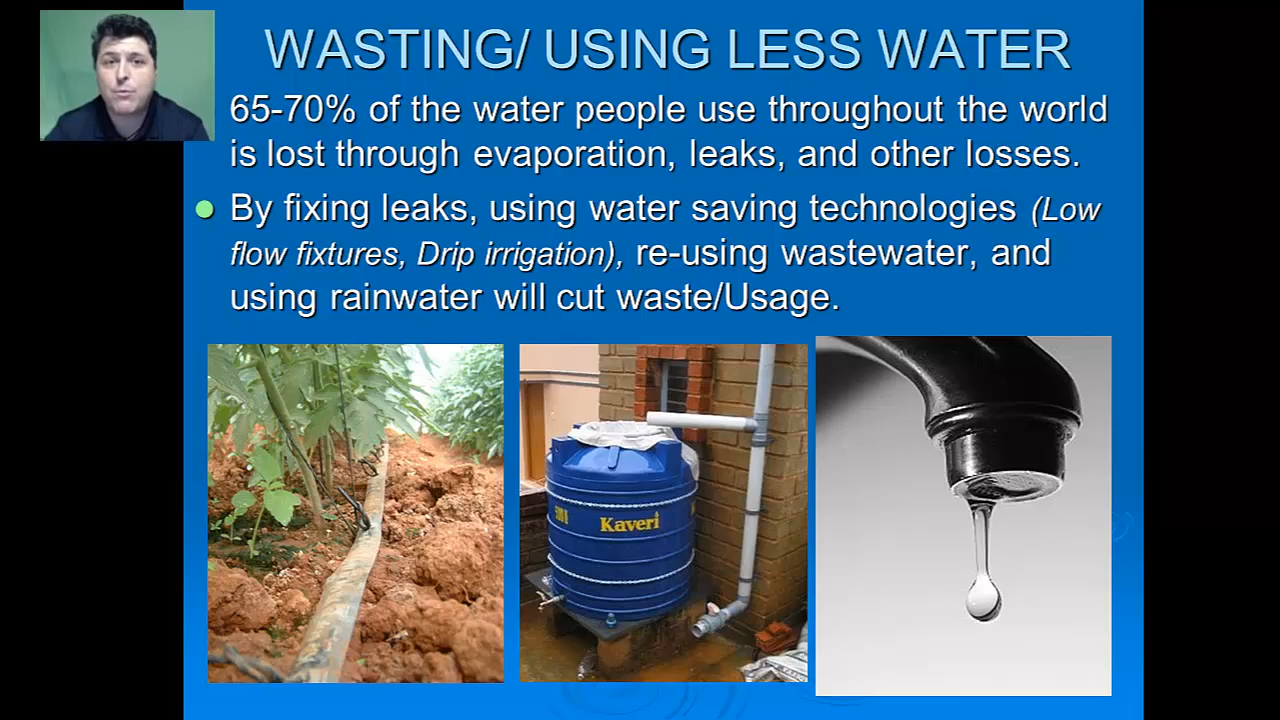 WASTING/ USING LESS WATER
65-70% of the water people use throughout the world
is lost through evaporation, leaks, and other losses.
By fixing leaks, using water saving technologies (Low
flow fixtures, Drip irrigation), re-using wastewater, and
using rainwater will cut waste/Usage.
Kaveri